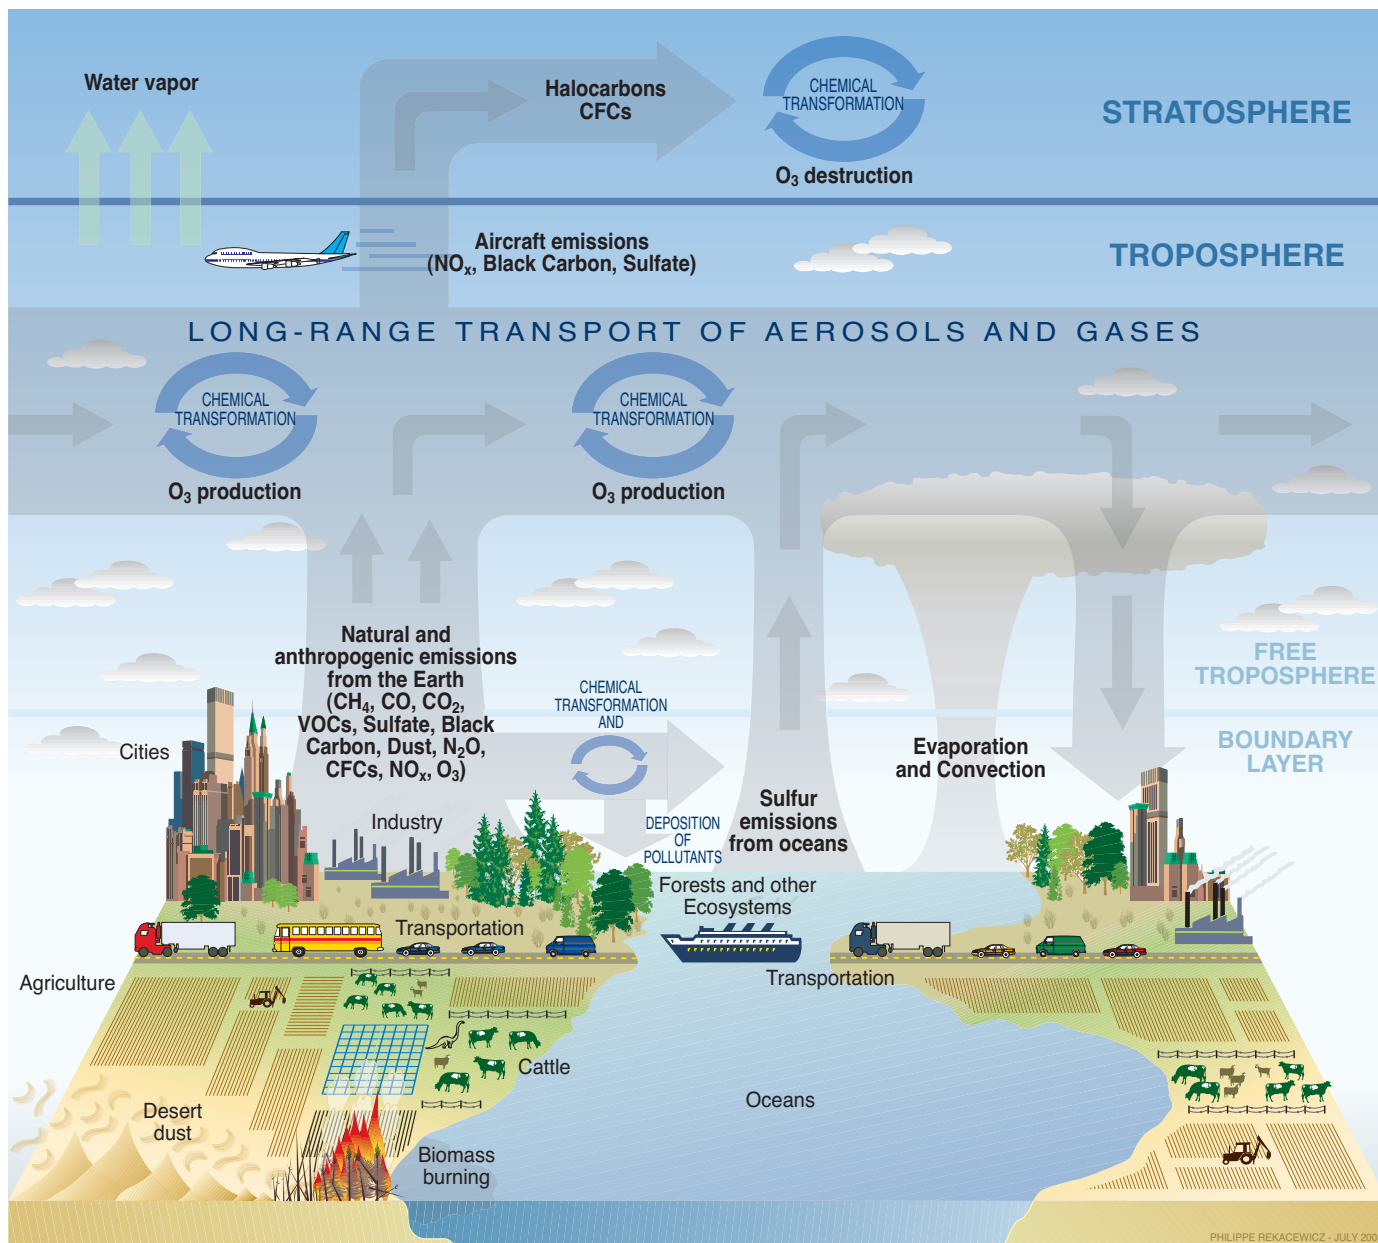 Water vapor
Halocarbons
CFCs
CHEMICAL
TRANSFORMATION
O₃ destruction
STRATOSPHERE
Aircraft emissions
(NOₓ, Black Carbon, Sulfate)
TROPOSPHERE
LONG-RANGE TRANSPORT OF AEROSOLS AND GASES
CHEMICAL
TRANSFORMATION
O₃ production
CHEMICAL
TRANSFORMATION
O₃ production
Natural and
anthropogenic emissions
from the Earth
(CH₄, CO, CO₂,
VOCs, Sulfate, Black
Carbon, Dust, N₂O,
CFCs, NOₓ, O₃)
FREE
TROPOSPHERE
CHEMICAL
TRANSFORMATION
AND
DEPOSITION
OF
POLLUTANTS
BOUNDARY
LAYER
Cities
Evaporation
and Convection
Sulfur
emissions
from oceans
Industry
Forests and other
Ecosystems
Transportation
Transportation
Agriculture
Cattle
Oceans
Desert
dust
Biomass
burning
PHILIPPE REKACEWICZ - JULY 200